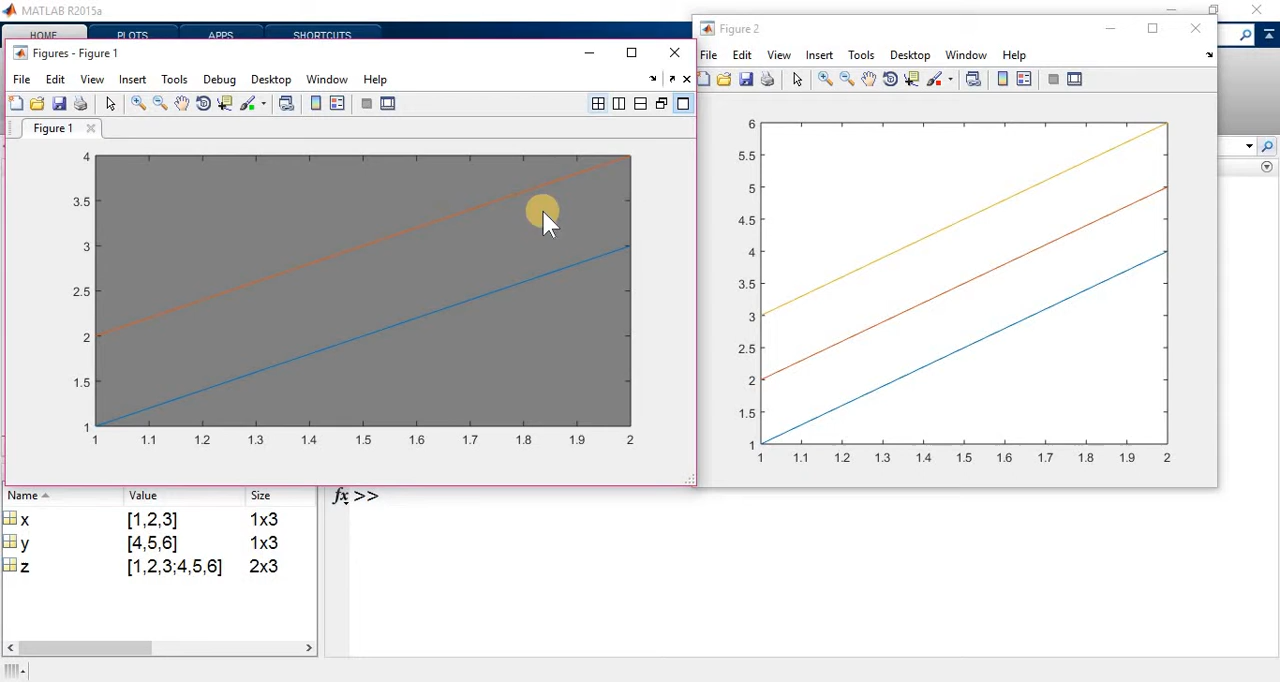 MATLAB R2015a
HOME PLOTS APPS SHORTCUTS
Figures - Figure 1
File Edit View Insert Tools Debug Desktop Window Help
Figure 1
4
3.5
3
2.5
2
1.5
1
1 1.1 1.2 1.3 1.4 1.5 1.6 1.7 1.8 1.9 2
Figure 2
File Edit View Insert Tools Desktop Window Help
6
5.5
5
4.5
4
3.5
3
2.5
2
1.5
1
1 1.1 1.2 1.3 1.4 1.5 1.6 1.7 1.8 1.9 2
Name Value Size
x [1,2,3] 1x3
y [4,5,6] 1x3
z [1,2,3;4,5,6] 2x3
fx >>